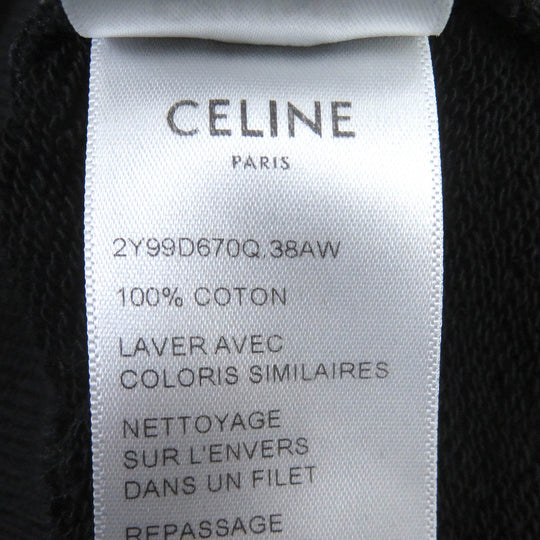 CELINE
PARIS
2Y99D670Q.38AW
100% COTON
LAVER AVEC
COLORIS SIMILAIRES
NETTOYAGE
SUR L'ENVERS
DANS UN FILET
REPASSAGE